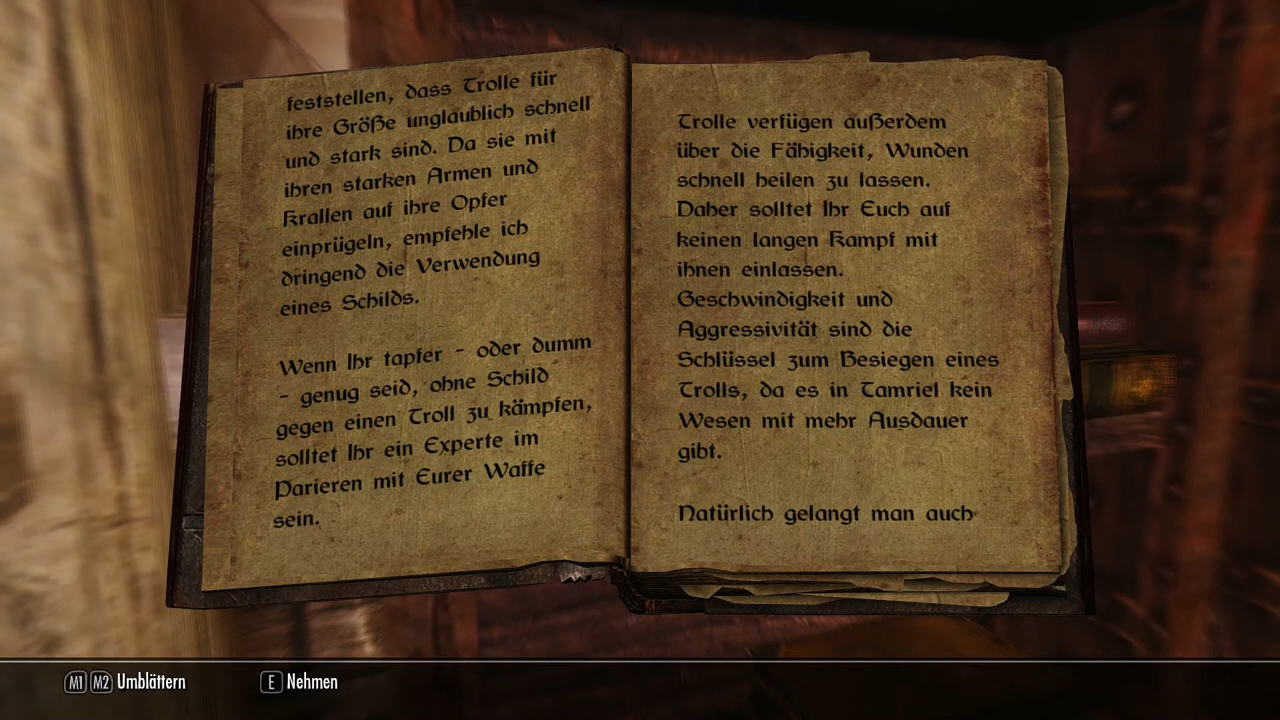 feststellen, dass Trolle für
ihre Größe unglaublich schnell
und stark sind. Da sie mit
ihren starken Armen und
Krallen auf ihre Opfer
einprügeln, empfehle ich
dringend die Verwendung
eines Schilds.
Wenn Ihr tapfer - oder dumm
- genug seid, ohne Schild
gegen einen Troll zu kämpfen,
solltet Ihr ein Experte im
Parieren mit Eurer Waffe
sein.
Trolle verfügen außerdem
über die Fähigkeit, Wunden
schnell heilen zu lassen.
Daher solltet Ihr Euch auf
keinen langen Kampf mit
ihnen einlassen.
Geschwindigkeit und
Aggressivität sind die
Schlüssel zum Besiegen eines
Trolls, da es in Tamriel kein
Wesen mit mehr Ausdauer
gibt.
Natürlich gelangt man auch
M1 M2 Umblättern
E Nehmen